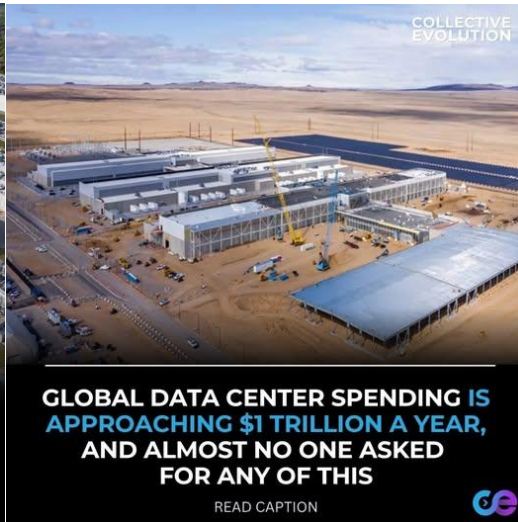 COLLECTIVE
EVOLUTION
GLOBAL DATA CENTER SPENDING IS
APPROACHING $1 TRILLION A YEAR,
AND ALMOST NO ONE ASKED
FOR ANY OF THIS
READ CAPTION
ce